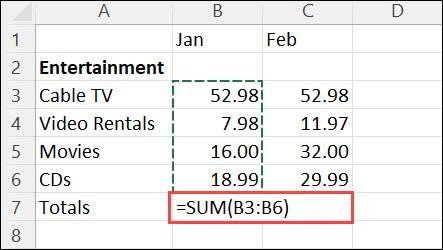 A B C D
1 Jan Feb
2 Entertainment
3 Cable TV 52.98 52.98
4 Video Rentals 7.98 11.97
5 Movies 16.00 32.00
6 CDs 18.99 29.99
7 Totals =SUM(B3:B6)